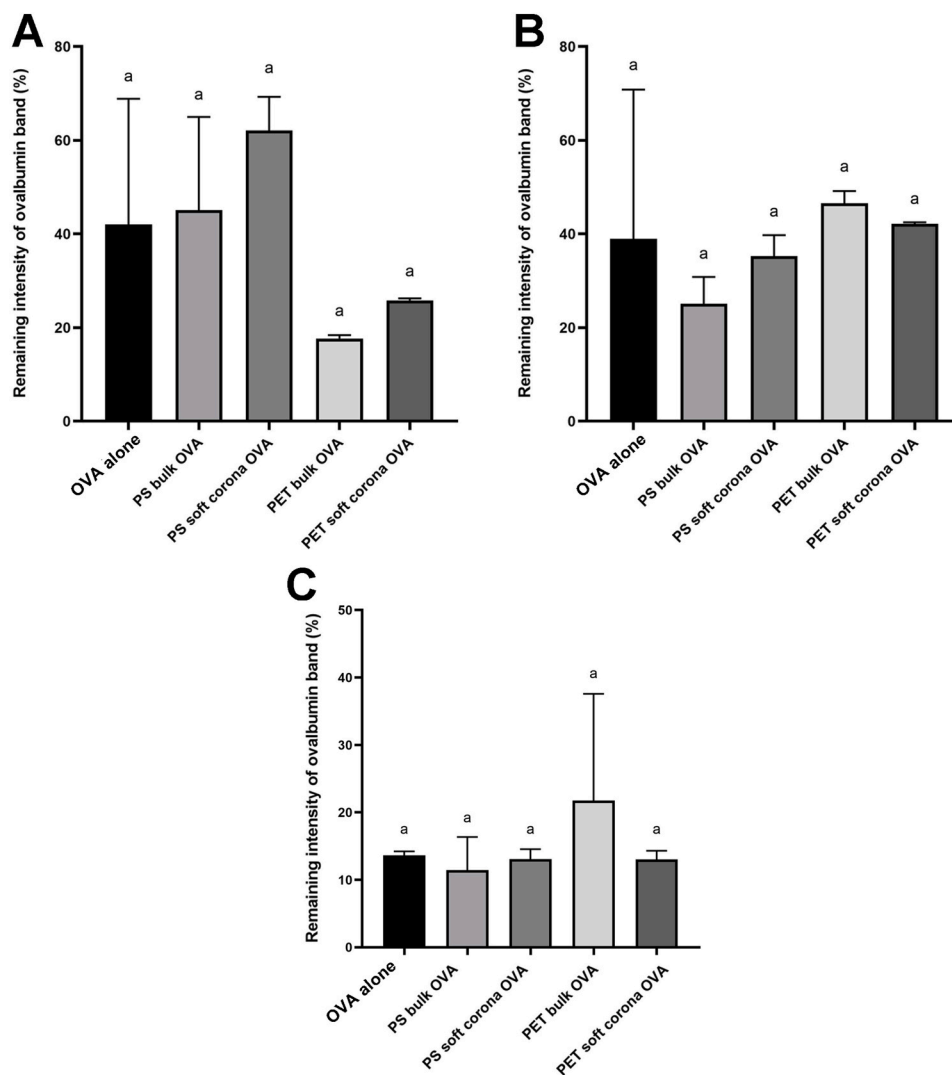 A
Remaining intensity of ovalbumin band (%)
80
60
40
20
0
a
a
a
a
a
OVA alone
PS bulk OVA
PS soft corona OVA
PET bulk OVA
PET soft corona OVA
B
Remaining intensity of ovalbumin band (%)
80
60
40
20
0
a
a
a
a
a
OVA alone
PS bulk OVA
PS soft corona OVA
PET bulk OVA
PET soft corona OVA
C
Remaining intensity of ovalbumin band (%)
50
40
30
20
10
0
a
a
a
a
a
OVA alone
PS bulk OVA
PS soft corona OVA
PET bulk OVA
PET soft corona OVA